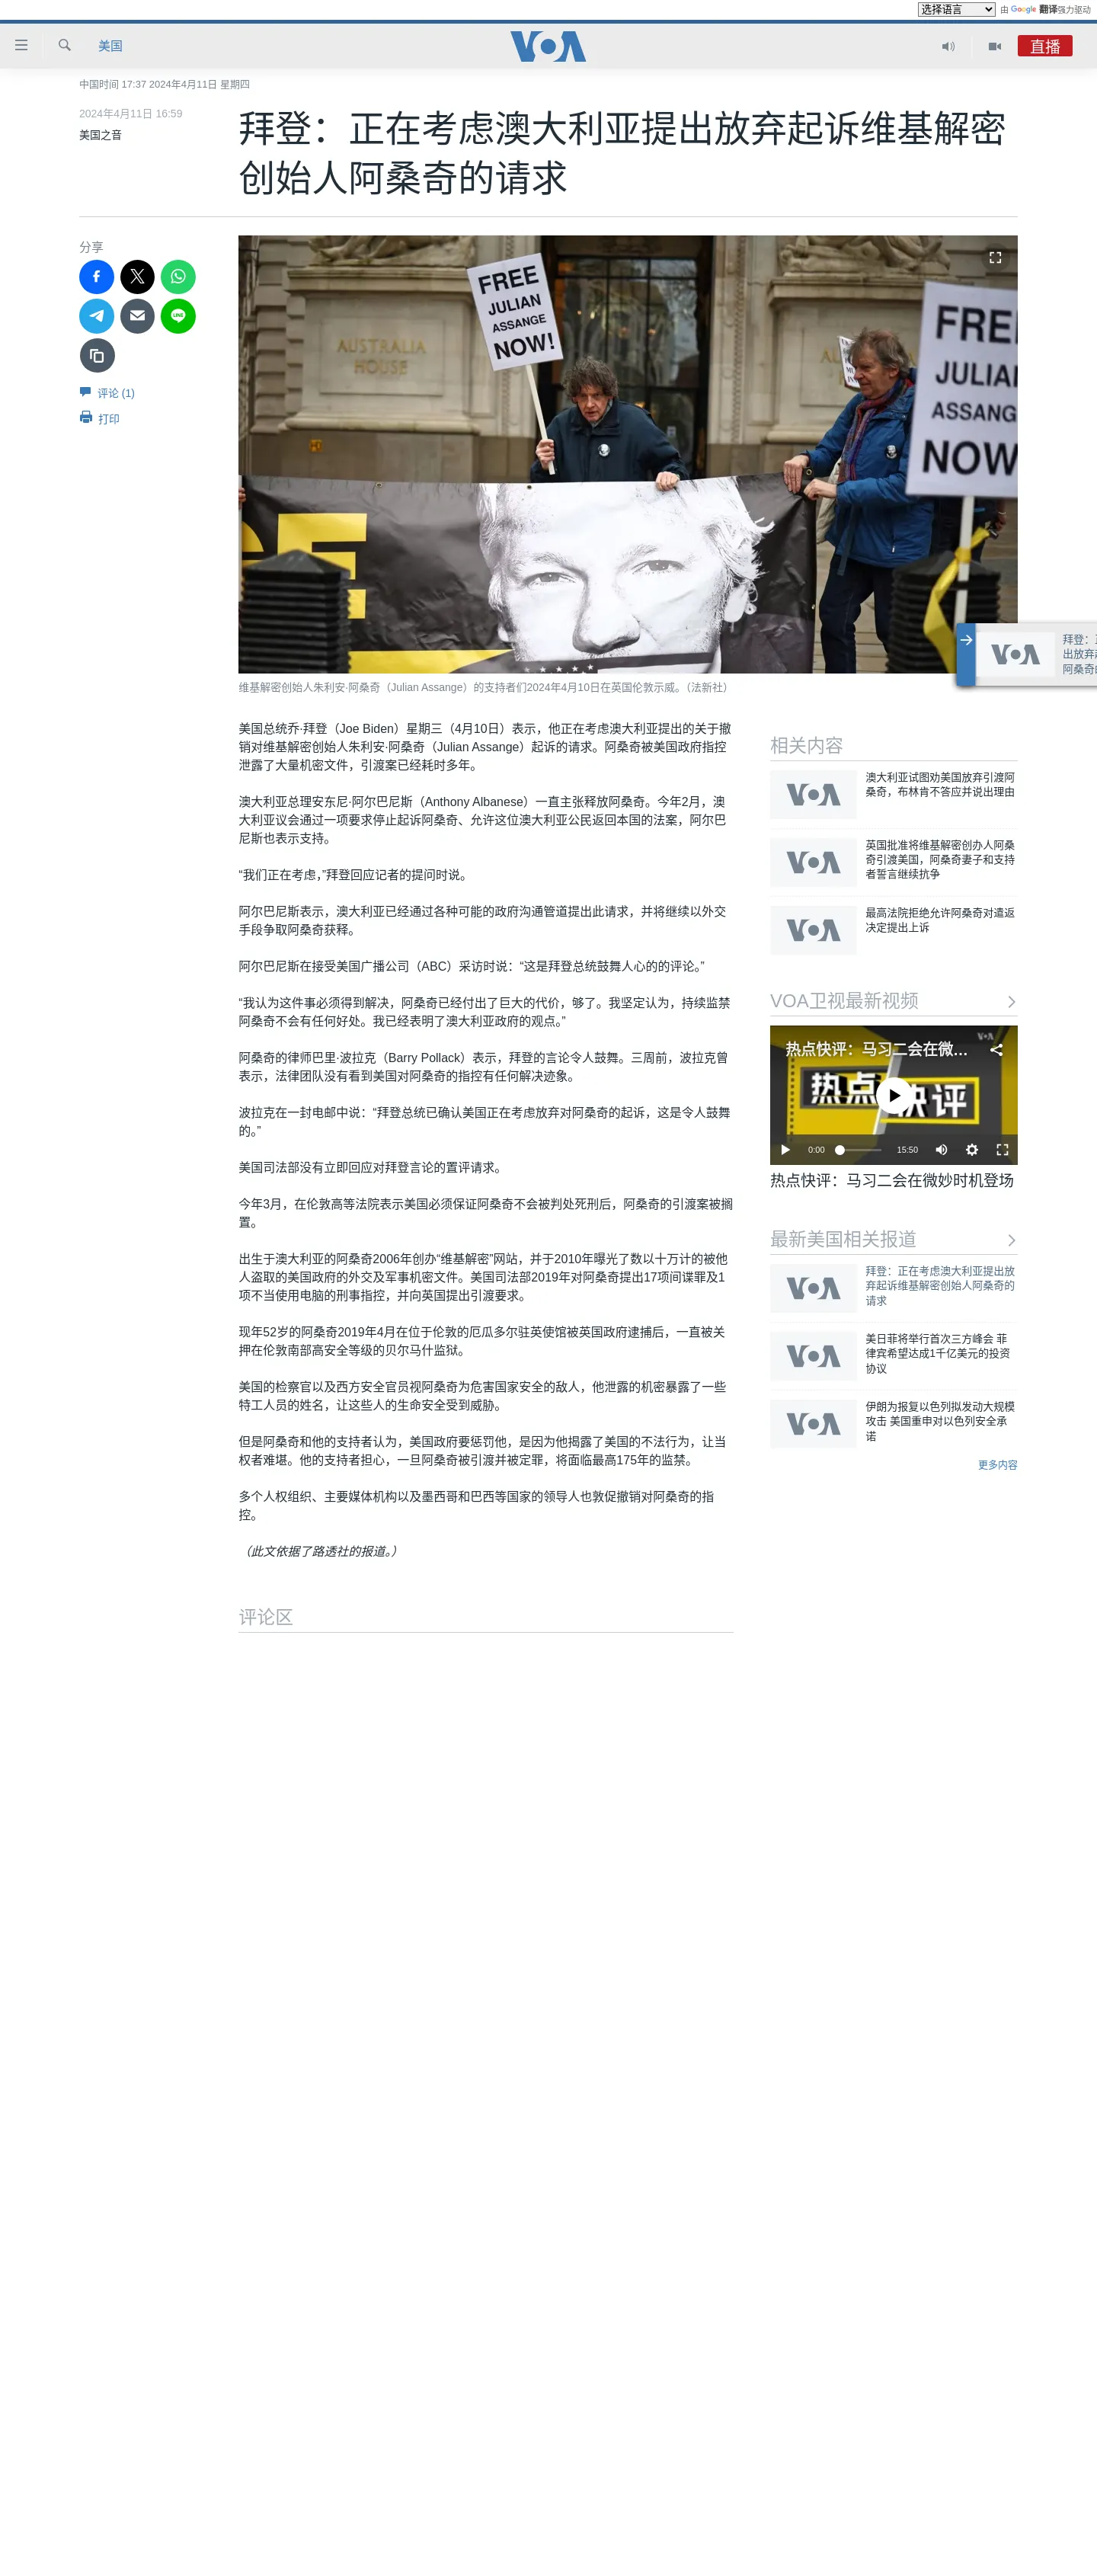 选择语言
由 Google 翻译强力驱动
美国
VOA
直播
中国时间 17:37 2024年4月11日 星期四
2024年4月11日 16:59
美国之音
拜登：正在考虑澳大利亚提出放弃起诉维基解密
创始人阿桑奇的请求
分享
评论 (1)
打印
AUSTRALIA
HOUSE
FREE
JULIAN
ASSANGE
NOW!
FREE
JULIAN
ASSANG
NOW
维基解密创始人朱利安·阿桑奇（Julian Assange）的支持者们2024年4月10日在英国伦敦示威。（法新社）
VOA
拜登：正
出放弃起
阿桑奇的
美国总统乔·拜登（Joe Biden）星期三（4月10日）表示，他正在考虑澳大利亚提出的关于撤
销对维基解密创始人朱利安·阿桑奇（Julian Assange）起诉的请求。阿桑奇被美国政府指控
泄露了大量机密文件，引渡案已经耗时多年。
澳大利亚总理安东尼·阿尔巴尼斯（Anthony Albanese）一直主张释放阿桑奇。今年2月，澳
大利亚议会通过一项要求停止起诉阿桑奇、允许这位澳大利亚公民返回本国的法案，阿尔巴
尼斯也表示支持。
“我们正在考虑，”拜登回应记者的提问时说。
阿尔巴尼斯表示，澳大利亚已经通过各种可能的政府沟通管道提出此请求，并将继续以外交
手段争取阿桑奇获释。
阿尔巴尼斯在接受美国广播公司（ABC）采访时说：“这是拜登总统鼓舞人心的的评论。”
“我认为这件事必须得到解决，阿桑奇已经付出了巨大的代价，够了。我坚定认为，持续监禁
阿桑奇不会有任何好处。我已经表明了澳大利亚政府的观点。”
阿桑奇的律师巴里·波拉克（Barry Pollack）表示，拜登的言论令人鼓舞。三周前，波拉克曾
表示，法律团队没有看到美国对阿桑奇的指控有任何解决迹象。
波拉克在一封电邮中说：“拜登总统已确认美国正在考虑放弃对阿桑奇的起诉，这是令人鼓舞
的。”
美国司法部没有立即回应对拜登言论的置评请求。
今年3月，在伦敦高等法院表示美国必须保证阿桑奇不会被判处死刑后，阿桑奇的引渡案被搁
置。
出生于澳大利亚的阿桑奇2006年创办“维基解密”网站，并于2010年曝光了数以十万计的被他
人盗取的美国政府的外交及军事机密文件。美国司法部2019年对阿桑奇提出17项间谍罪及1
项不当使用电脑的刑事指控，并向英国提出引渡要求。
现年52岁的阿桑奇2019年4月在位于伦敦的厄瓜多尔驻英使馆被英国政府逮捕后，一直被关
押在伦敦南部高安全等级的贝尔马什监狱。
美国的检察官以及西方安全官员视阿桑奇为危害国家安全的敌人，他泄露的机密暴露了一些
特工人员的姓名，让这些人的生命安全受到威胁。
但是阿桑奇和他的支持者认为，美国政府要惩罚他，是因为他揭露了美国的不法行为，让当
权者难堪。他的支持者担心，一旦阿桑奇被引渡并被定罪，将面临最高175年的监禁。
多个人权组织、主要媒体机构以及墨西哥和巴西等国家的领导人也敦促撤销对阿桑奇的指
控。
（此文依据了路透社的报道。）
评论区
相关内容
VOA
澳大利亚试图劝美国放弃引渡阿
桑奇，布林肯不答应并说出理由
VOA
英国批准将维基解密创办人阿桑
奇引渡美国，阿桑奇妻子和支持
者誓言继续抗争
VOA
最高法院拒绝允许阿桑奇对遣返
决定提出上诉
VOA卫视最新视频
VOA
热点快评：马习二会在微…
热点快评
0:00
15:50
热点快评：马习二会在微妙时机登场
最新美国相关报道
VOA
拜登：正在考虑澳大利亚提出放
弃起诉维基解密创始人阿桑奇的
请求
VOA
美日菲将举行首次三方峰会 菲
律宾希望达成1千亿美元的投资
协议
VOA
伊朗为报复以色列拟发动大规模
攻击 美国重申对以色列安全承
诺
更多内容